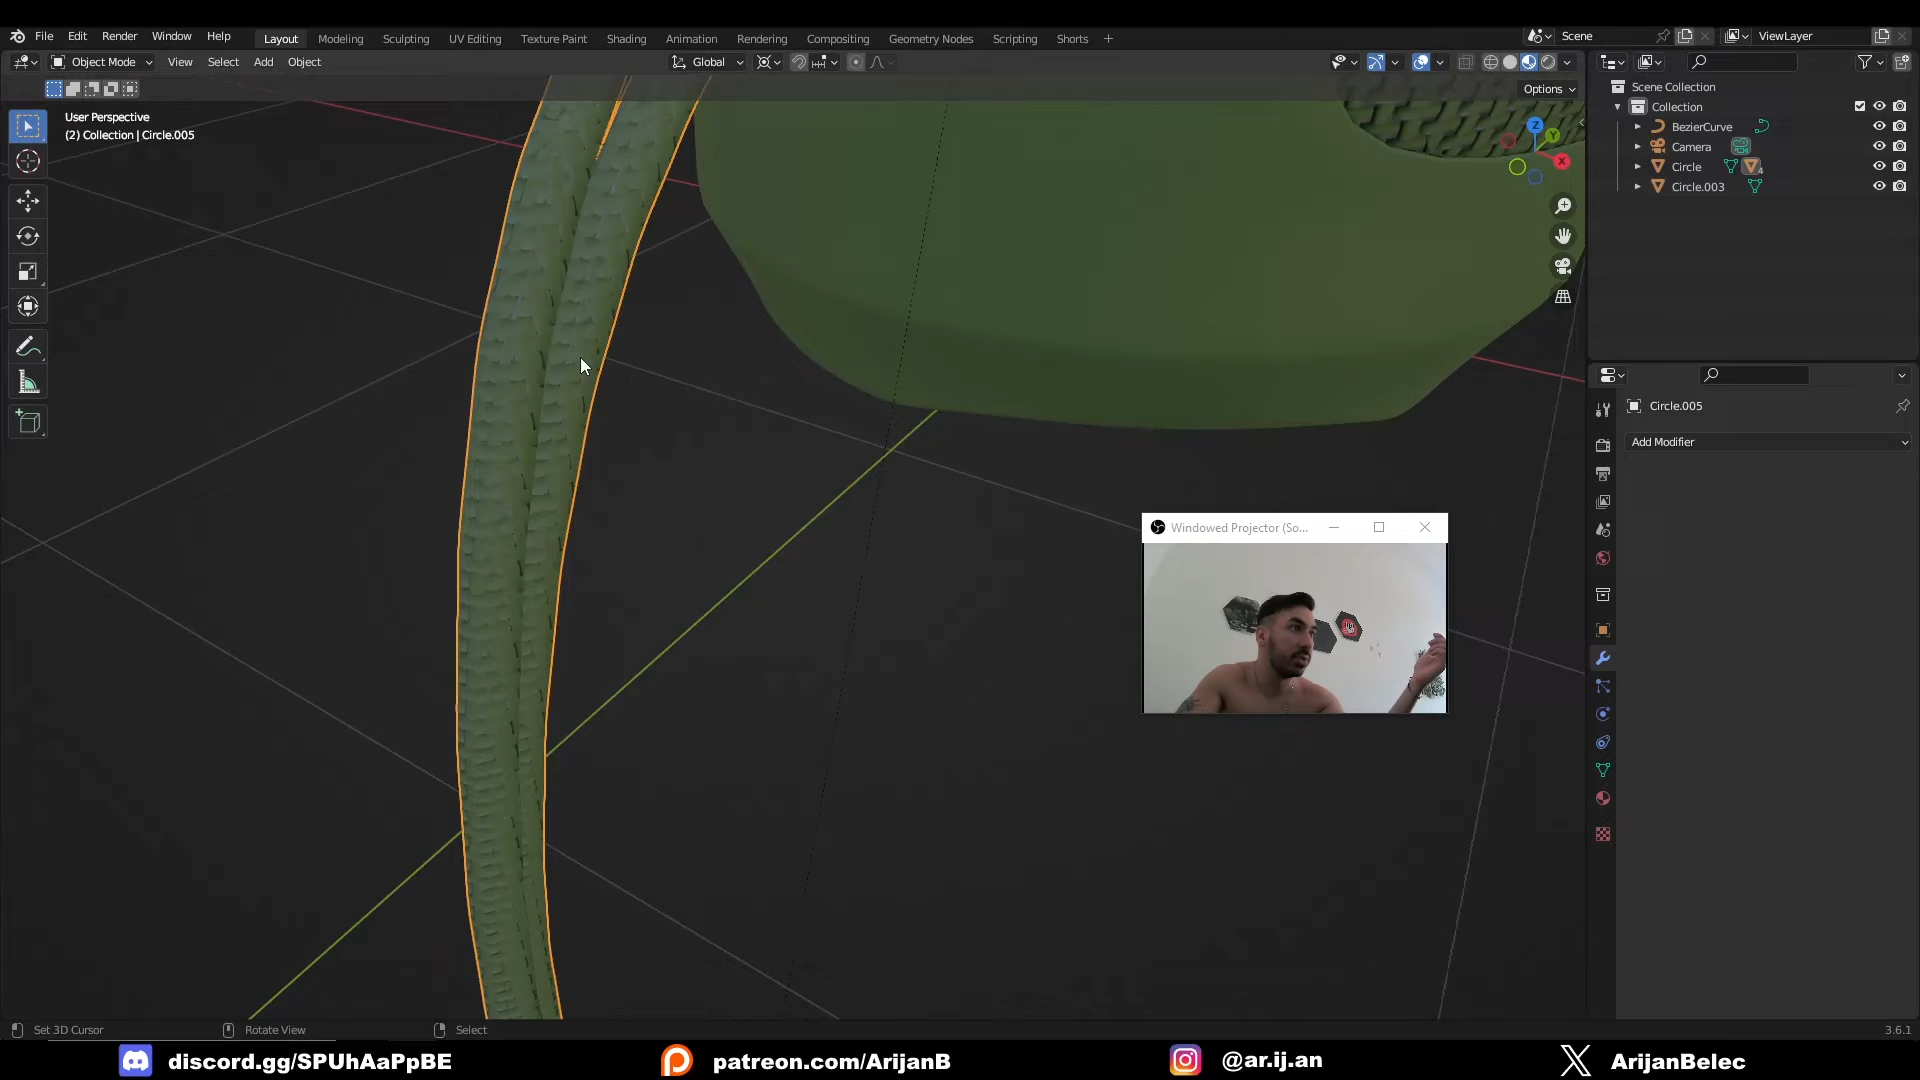 File Edit Render Window Help Layout Modeling Sculpting UV Editing Texture Paint Shading Animation Rendering Compositing Geometry Nodes Scripting Shorts + Scene ViewLayer
Object Mode View Select Add Object Global
Options
User Perspective
(2) Collection | Circle.005
Z
Y
X
Scene Collection
Collection
BezierCurve
Camera
Circle
4
Circle.003
Circle.005
Add Modifier
Windowed Projector (So...
Set 3D Cursor Rotate View Select 3.6.1
discord.gg/SPUhAaPpBE patreon.com/ArijanB @ar.ij.an ArijanBelec